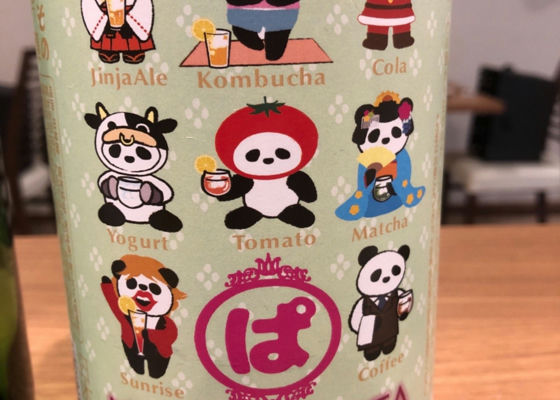 JinjaAle Kombucha Cola
Yogurt Tomato Matcha
ぱ
Sunrise Coffee